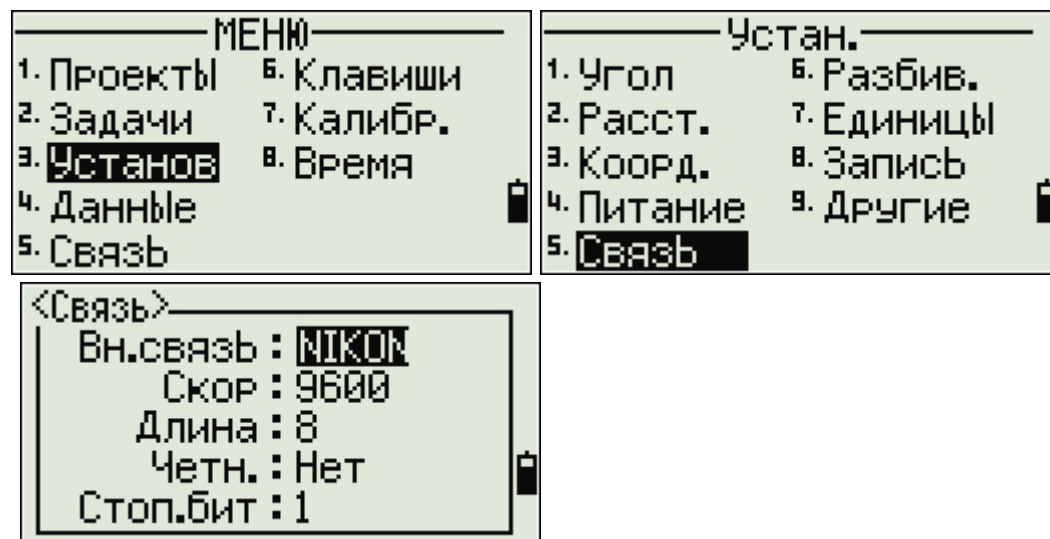 МЕНЮ
1. Проекты
2. Задачи
3. Установ
4. Данные
5. Связь
6. Клавиши
7. Калибр.
8. Время
Устан.
1. Угол
2. Расст.
3. Коорд.
4. Питание
5. Связь
6. Разбив.
7. Единицы
8. Запись
9. Другие
<Связь>
Вн.связь : NIKON
Скор : 9600
Длина : 8
Четн. : Нет
Стоп.бит : 1